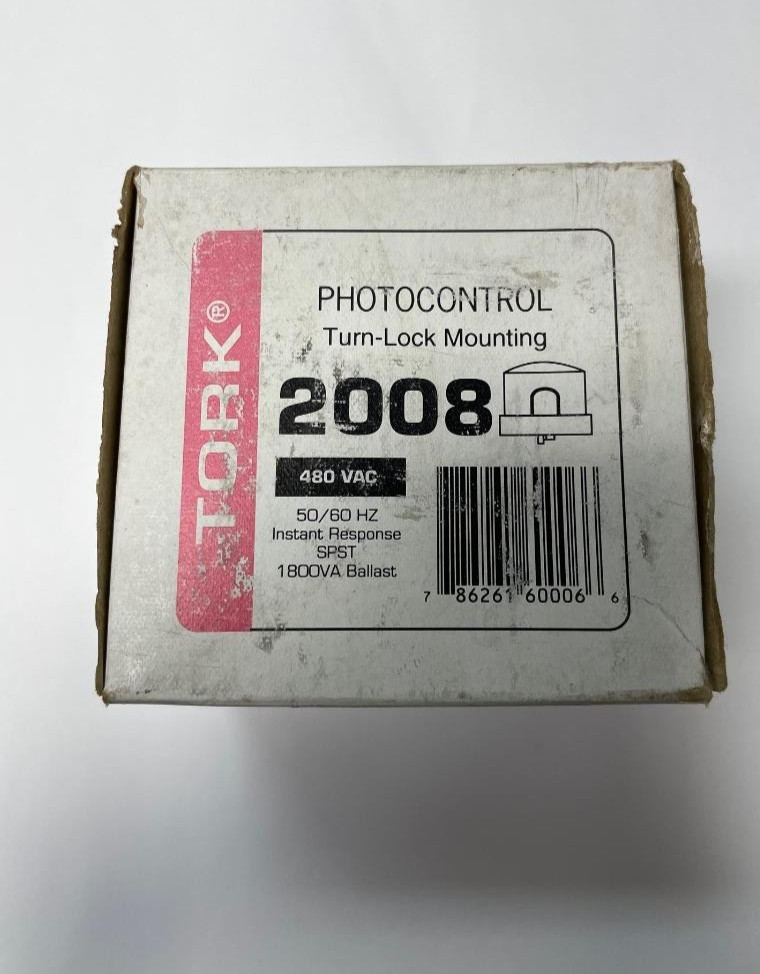 TORK®
PHOTOCONTROL
Turn-Lock Mounting
2008
480 VAC
50/60 HZ
Instant Response
SPST
1800VA Ballast
7 86261 60006 6